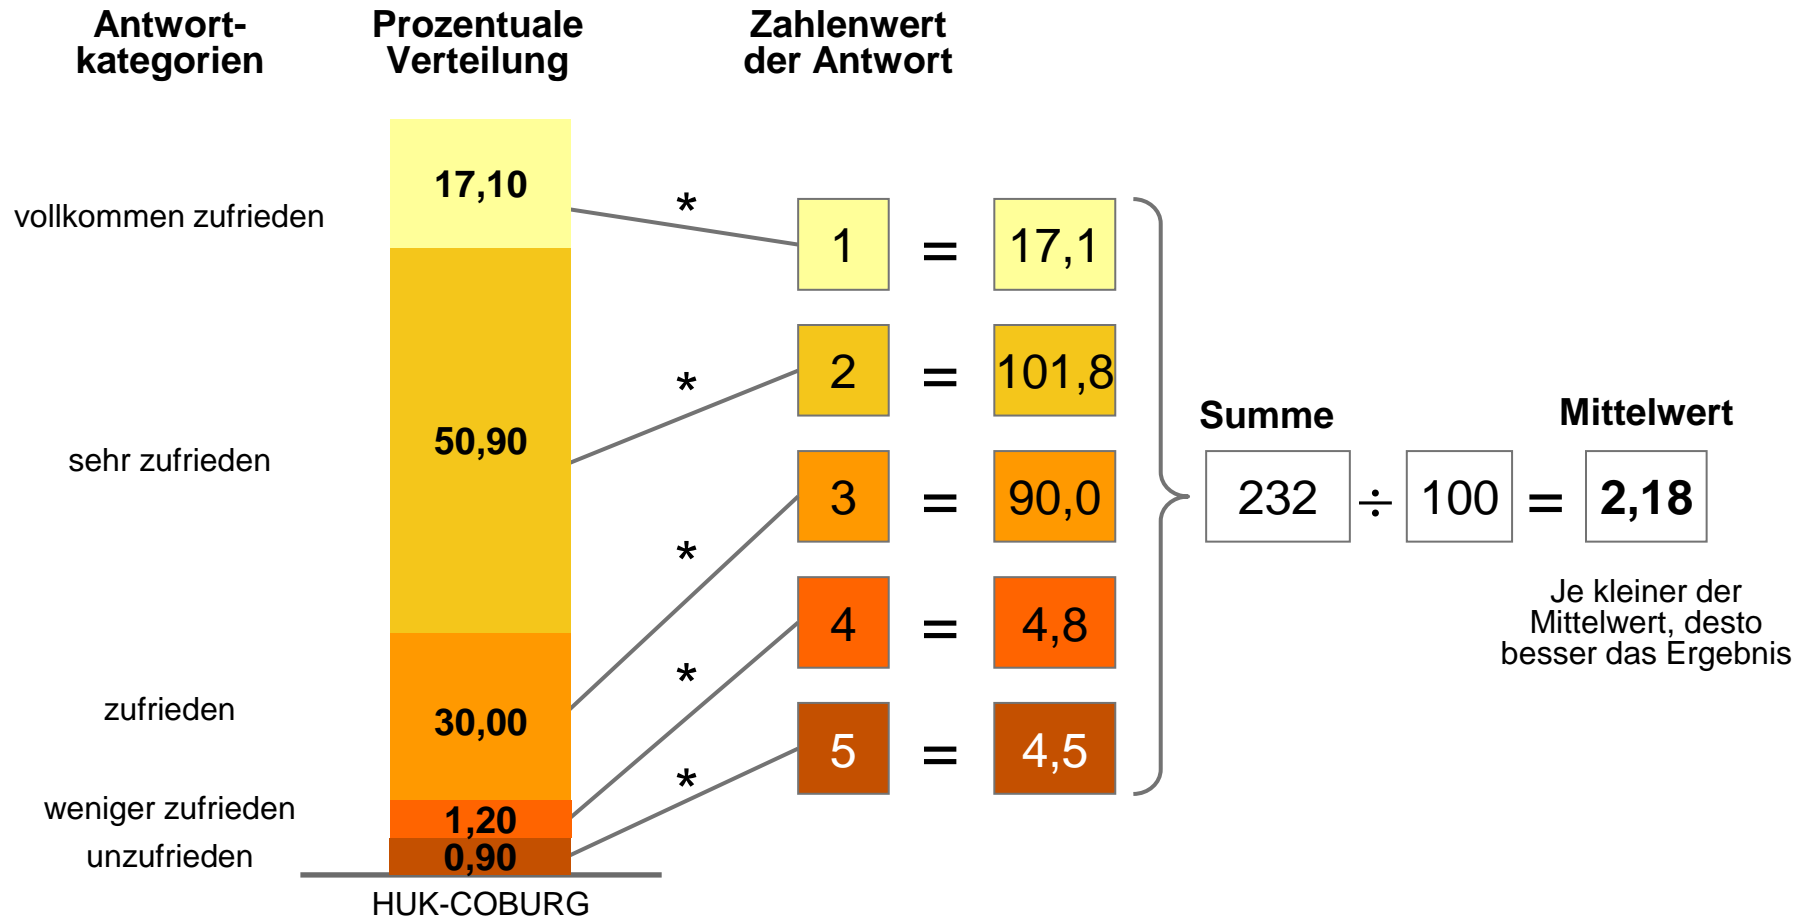 Antwort-
kategorien
Prozentuale
Verteilung
Zahlenwert
der Antwort
vollkommen zufrieden
17,10
*
1
=
17,1
sehr zufrieden
50,90
*
2
=
101,8
zufrieden
30,00
*
3
=
90,0
weniger zufrieden
1,20
*
4
=
4,8
unzufrieden
0,90
*
5
=
4,5
HUK-COBURG
Summe
232
÷
100
=
Mittelwert
2,18
Je kleiner der
Mittelwert, desto
besser das Ergebnis